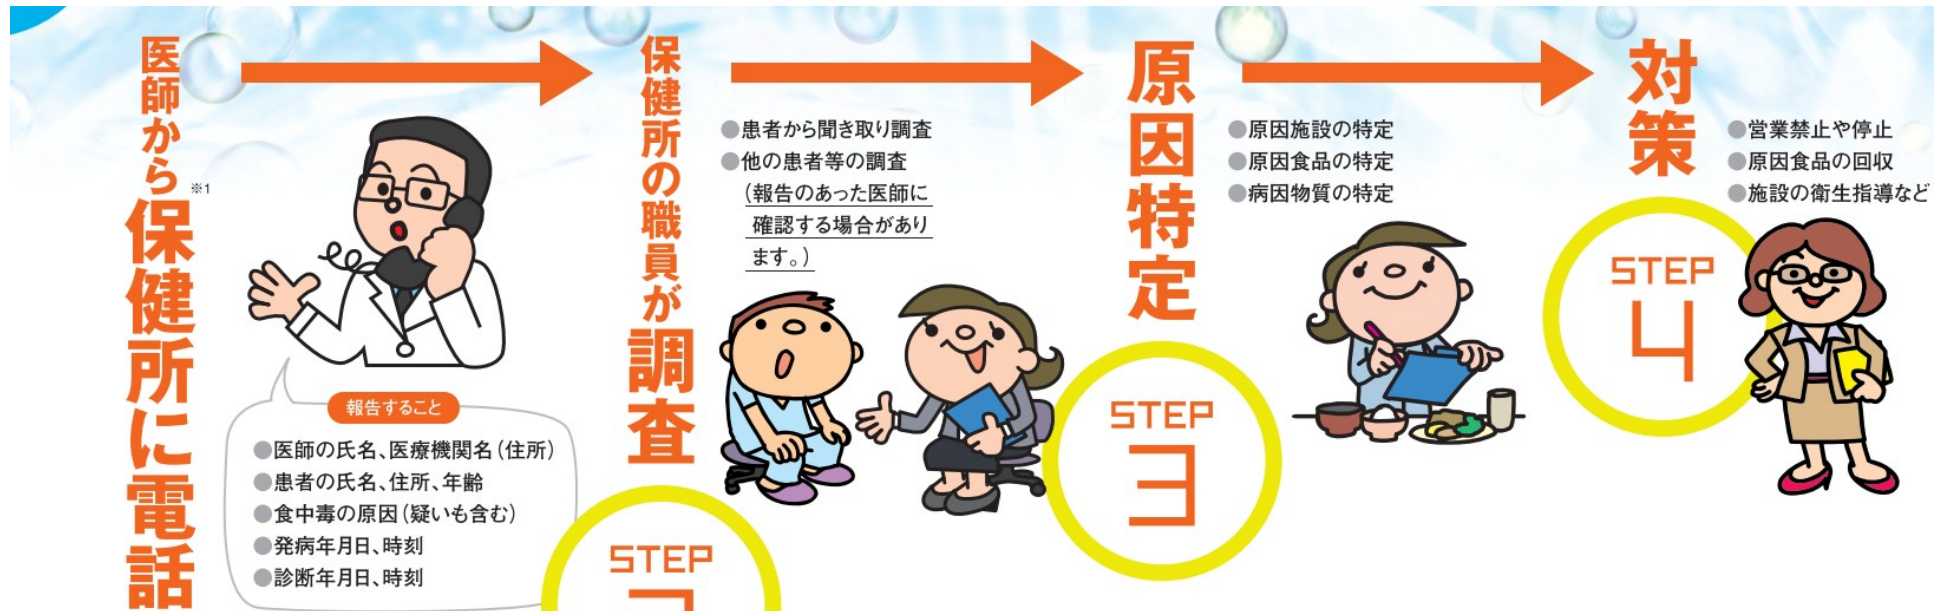 医師から※1
保健所に電話
報告すること
●医師の氏名、医療機関名(住所)
●患者の氏名、住所、年齢
●食中毒の原因(疑いも含む)
●発病年月日、時刻
●診断年月日、時刻
保健所の職員が調査
STEP
●患者から聞き取り調査
●他の患者等の調査
(報告のあった医師に
確認する場合があり
ます。)
原因特定
STEP
3
●原因施設の特定
●原因食品の特定
●病因物質の特定
対策
STEP
4
●営業禁止や停止
●原因食品の回収
●施設の衛生指導など